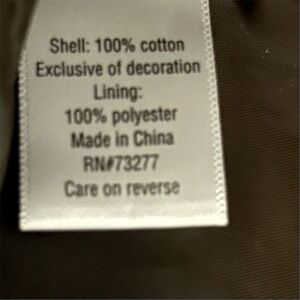 Shell: 100% cotton
Exclusive of decoration
Lining:
100% polyester
Made in China
RN#73277
Care on reverse